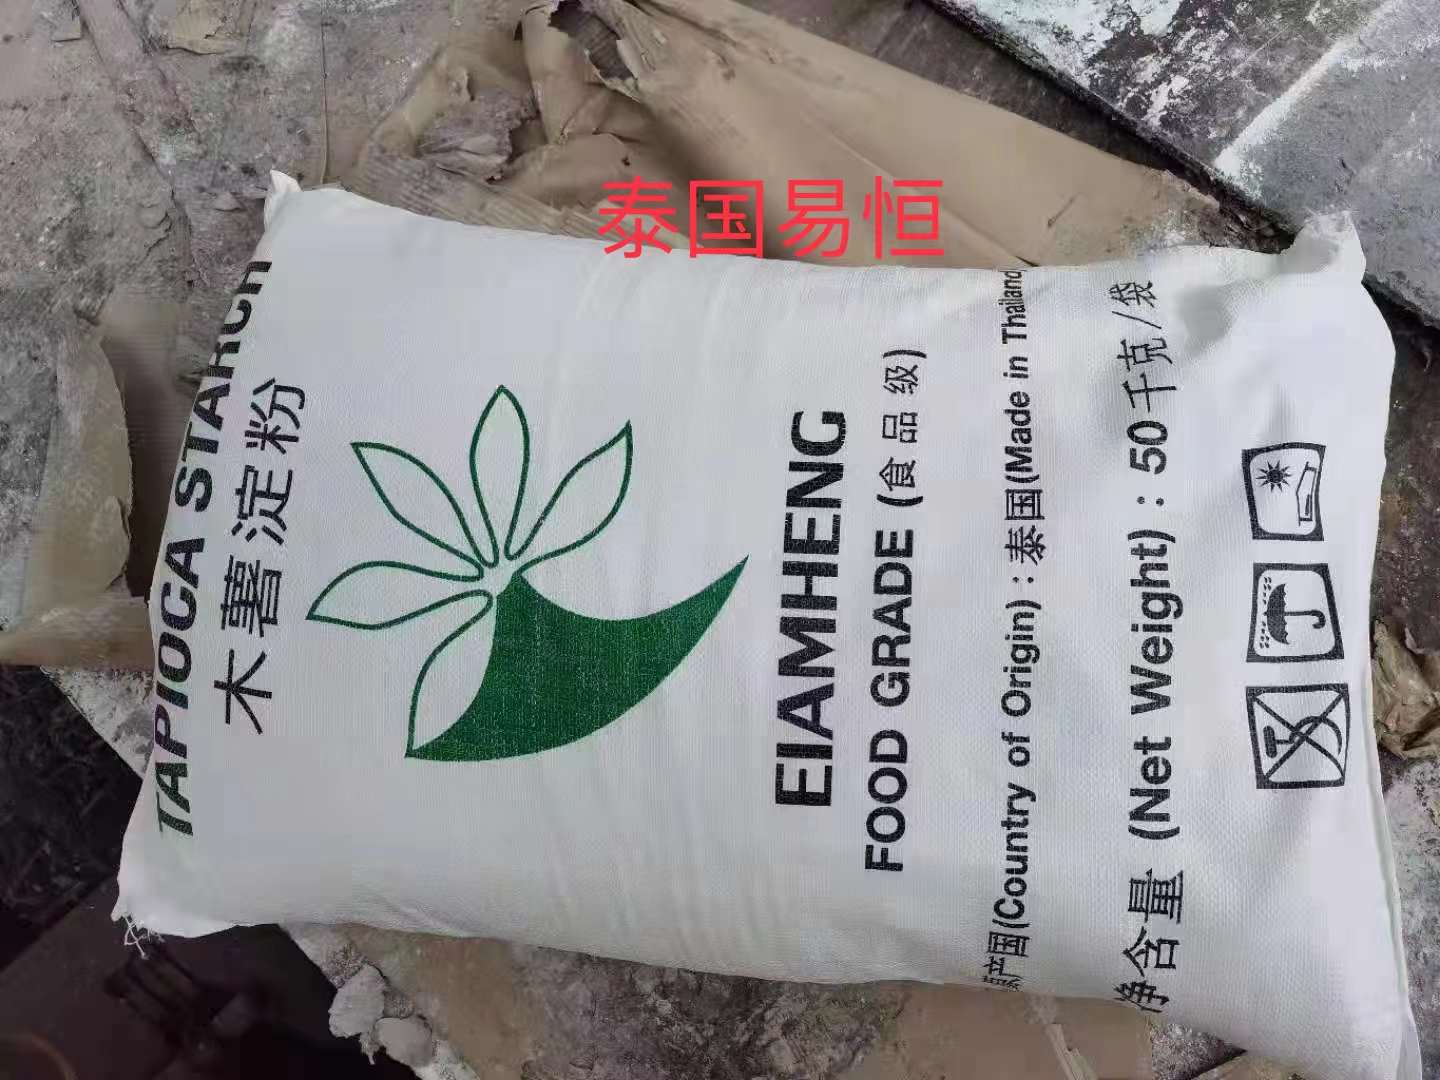 泰国易恒
TAPIOCA STARCH
木薯淀粉
EIAMHENG
FOOD GRADE (食品级)
原产国(Country of Origin) : 泰国(Made in Thailand)
净含量 (Net Weight) : 50千克/袋